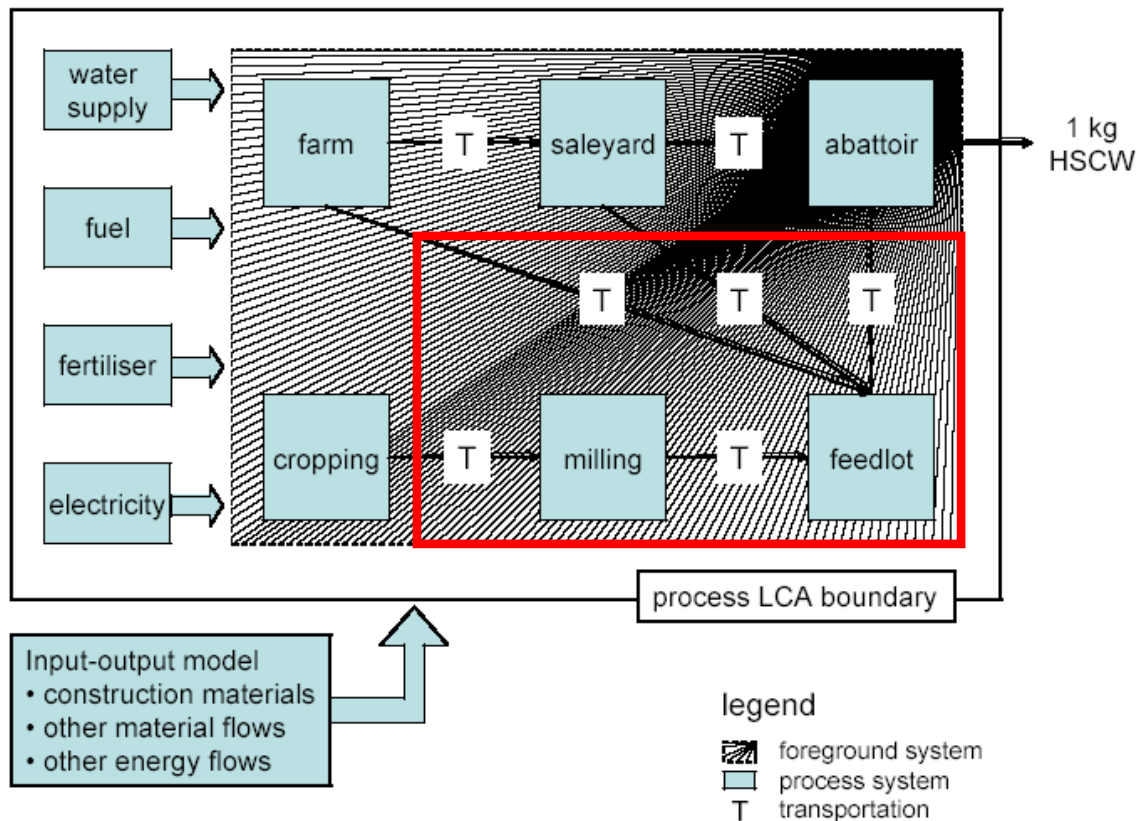 water
supply
fuel
fertiliser
electricity
farm
T
saleyard
T
abattoir
1 kg
HSCW
T
T
T
cropping
T
milling
T
feedlot
process LCA boundary
Input-output model
• construction materials
• other material flows
• other energy flows
legend
foreground system
process system
T transportation